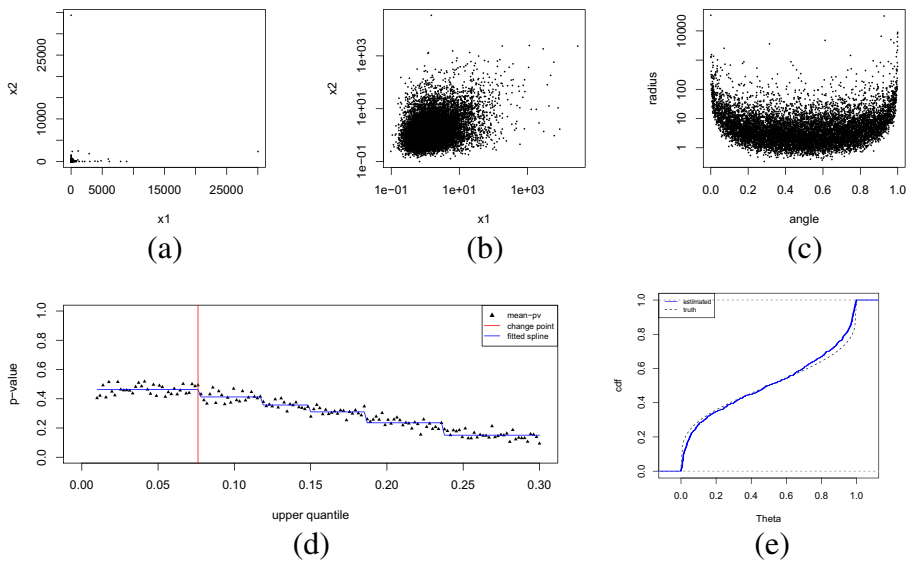 x2
0 10000 25000
0 5000 15000 25000
x1
(a)
x2
1e−01 1e+01 1e+03
1e−01 1e+01 1e+03
x1
(b)
radius
1 10 100 10000
0.0 0.2 0.4 0.6 0.8 1.0
angle
(c)
p−value
0.0 0.2 0.4 0.6 0.8 1.0
mean−pv
change point
fitted spline
0.00 0.05 0.10 0.15 0.20 0.25 0.30
upper quantile
(d)
cdf
0.0 0.2 0.4 0.6 0.8 1.0
estimated
truth
0.0 0.2 0.4 0.6 0.8 1.0
Theta
(e)